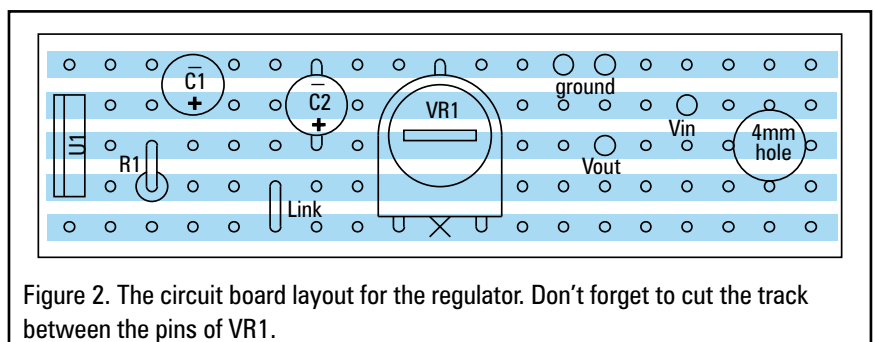 C1
+
C2
+
ground
VR1
U1
R1
Vin
4mm
hole
Vout
Link
Figure 2. The circuit board layout for the regulator. Don't forget to cut the track
between the pins of VR1.